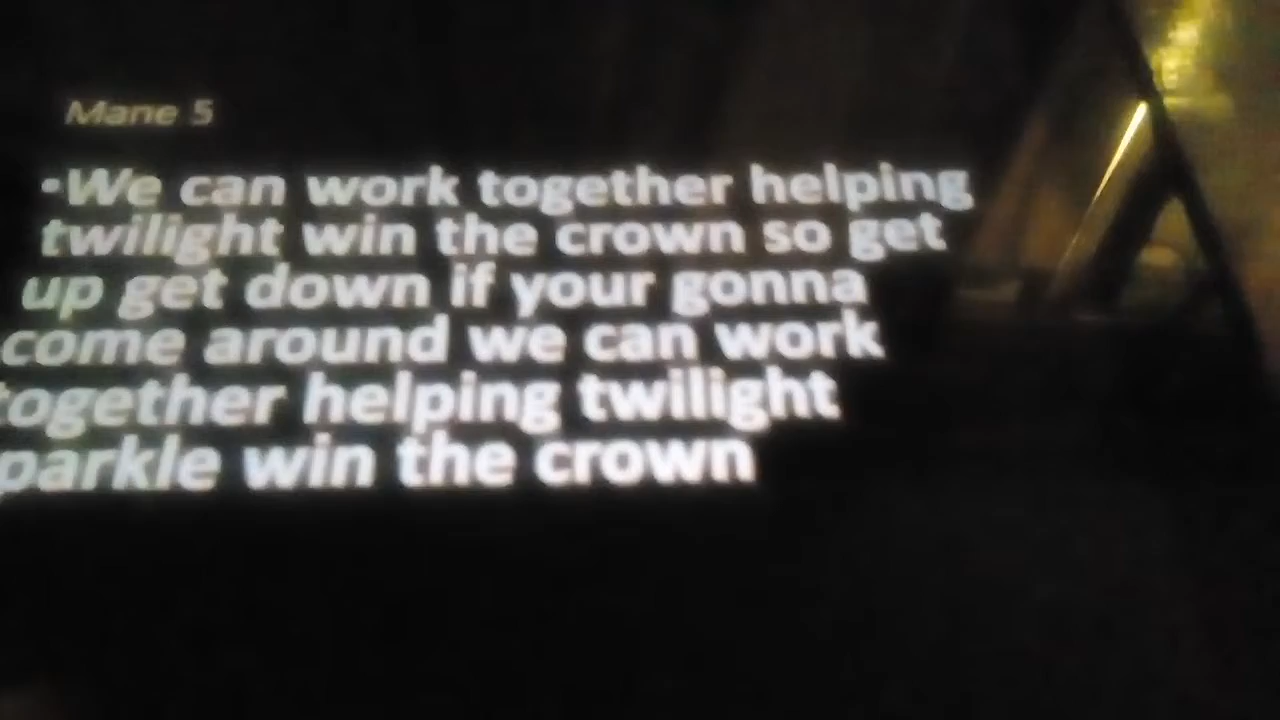 Mane 5
•We can work together helping
twilight win the crown so get
up get down if your gonna
come around we can work
together helping twilight
parkle win the crown